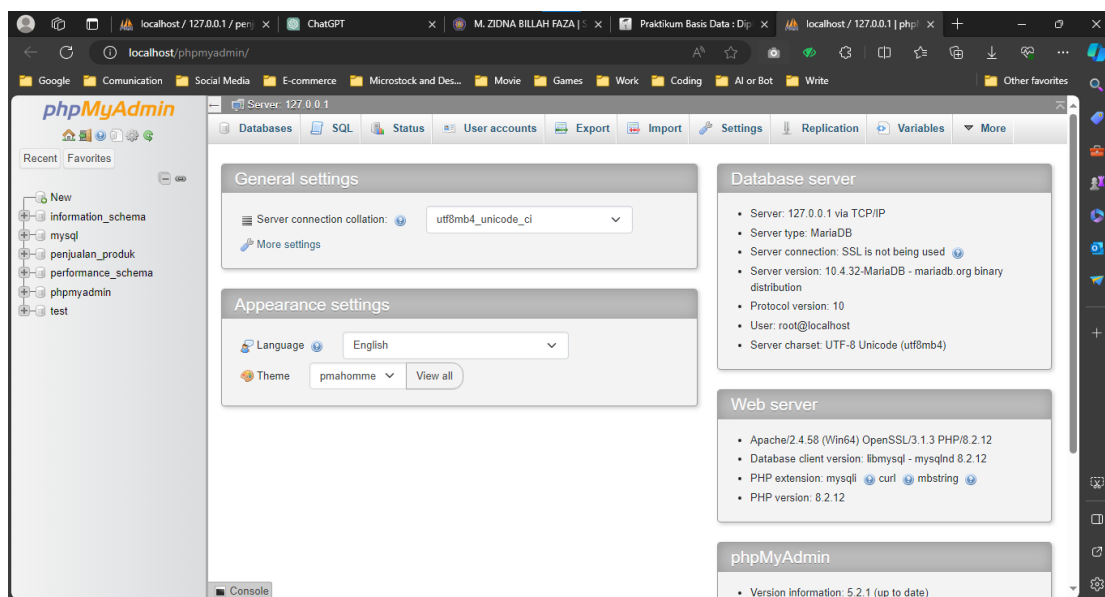 localhost / 127.0.0.1 / penj
ChatGPT
M. ZIDNA BILLAH FAZA | S
Praktikum Basis Data : Dip
localhost / 127.0.0.1 | phpl
localhost/phpmyadmin/
Google
Comunication
Social Media
E-commerce
Microstock and Des...
Movie
Games
Work
Coding
AI or Bot
Write
Other favorites
phpMyAdmin
Recent
Favorites
New
information_schema
mysql
penjualan_produk
performance_schema
phpmyadmin
test
Server: 127.0.0.1
Databases
SQL
Status
User accounts
Export
Import
Settings
Replication
Variables
More
General settings
Server connection collation:
utf8mb4_unicode_ci
More settings
Appearance settings
Language
English
Theme
pmahomme
View all
Database server
Server: 127.0.0.1 via TCP/IP
Server type: MariaDB
Server connection: SSL is not being used
Server version: 10.4.32-MariaDB - mariadb.org binary
distribution
Protocol version: 10
User: root@localhost
Server charset: UTF-8 Unicode (utf8mb4)
Web server
Apache/2.4.58 (Win64) OpenSSL/3.1.3 PHP/8.2.12
Database client version: libmysql - mysqlnd 8.2.12
PHP extension: mysqli curl mbstring
PHP version: 8.2.12
phpMyAdmin
Version information: 5.2.1 (up to date)
Console